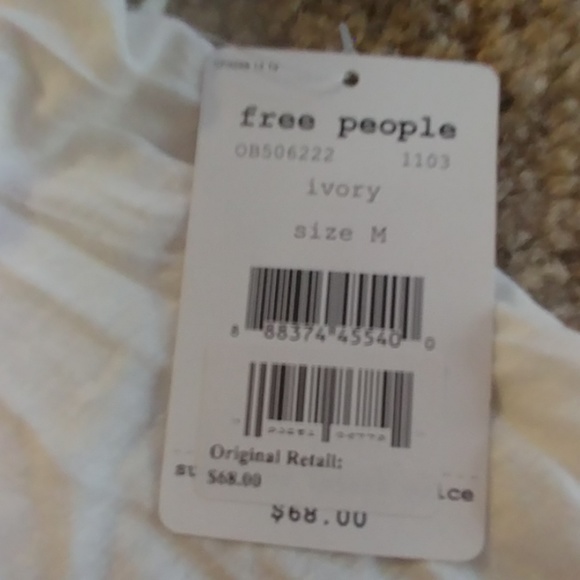 free people
OB506222 1103
ivory
size M
8 88374 45540 0
Original Retail:
$68.00
$68.00